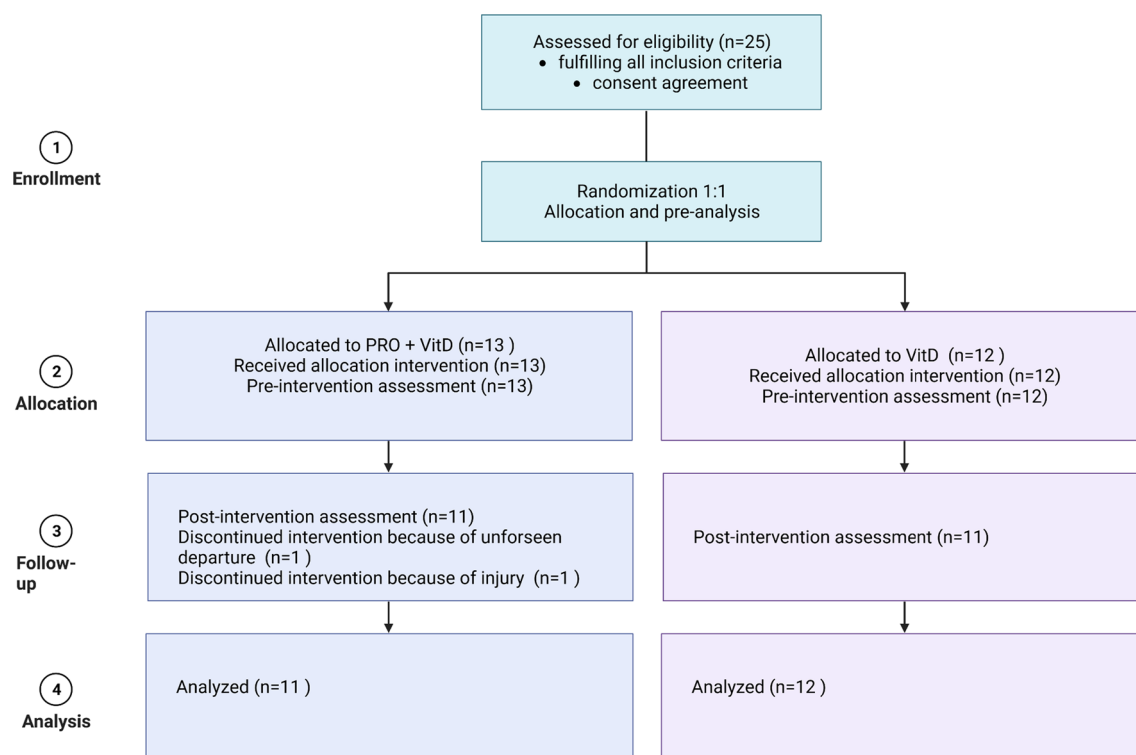 Assessed for eligibility (n=25)
• fulfilling all inclusion criteria
• consent agreement
1
Enrollment
Randomization 1:1
Allocation and pre-analysis
2
Allocation
Allocated to PRO + VitD (n=13 )
Received allocation intervention (n=13)
Pre-intervention assessment (n=13)
Allocated to VitD  (n=12 )
Received allocation intervention (n=12)
Pre-intervention assessment (n=12)
3
Follow-
up
Post-intervention assessment (n=11)
Discontinued intervention because of unforseen
departure  (n=1 )
Discontinued intervention because of injury  (n=1 )
Post-intervention assessment (n=11)
4
Analysis
Analyzed (n=11 )
Analyzed (n=12 )